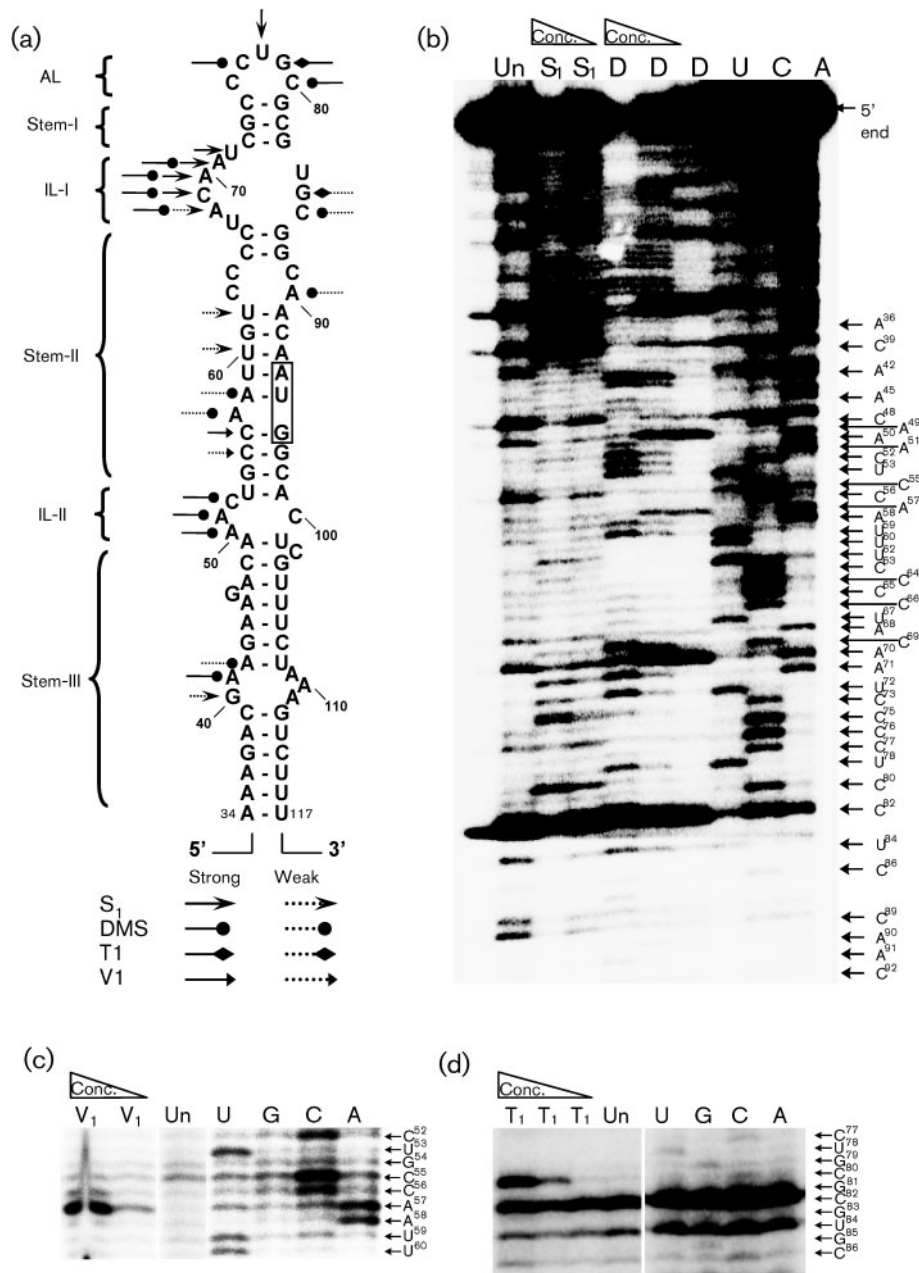 (a)
AL
Stem-I
IL-I
Stem-II
IL-II
Stem-III
U
C G
C C
80
C - G
G - C
C - G
U
A U
A
70
C G
A C
U
C - G
C G
C C
C A
90
U - A
G - C
U - A
60
U - A
A - U
A
C - G
C - G
G - C
U - A
C
A C
100
A
A C
50
A - G
C - G
A - U
A - U
G
A - U
G - C
A - U
A A
G A
110
40
C - G
A - U
G - C
A - U
A - U
A - U
34 A - U 117
5’ 3’
Strong Weak
S1
DMS
T1
V1
(b)
Conc. Conc.
Un S1 S1 D D D U C A
5’
end
A36
C39
A42
A45
C48
A49
A50
A51
C52
U53
C55
C56
A57
A58
U59
U60
U62
C63
C64
C65
C66
U67
A68
C69
A70
A71
U72
C73
C75
C76
C77
U78
C80
C82
U84
C86
C89
A90
A91
C92
(c)
Conc.
V1 V1 Un U G C A
C52
U53
G54
C55
C56
A57
A58
U59
U60
(d)
Conc.
T1 T1 T1 Un U G C A
C77
U78
G79
C80
G81
C82
G83
U84
G85
C86